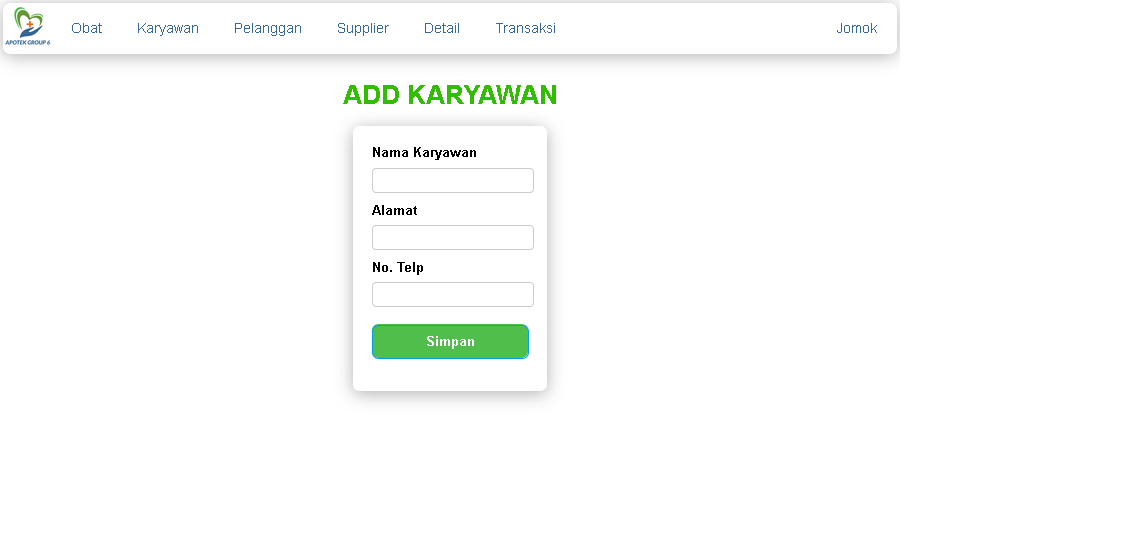 Obat Karyawan Pelanggan Supplier Detail Transaksi Jomok
APOTEK GROUP 6
ADD KARYAWAN
Nama Karyawan
Alamat
No. Telp
Simpan